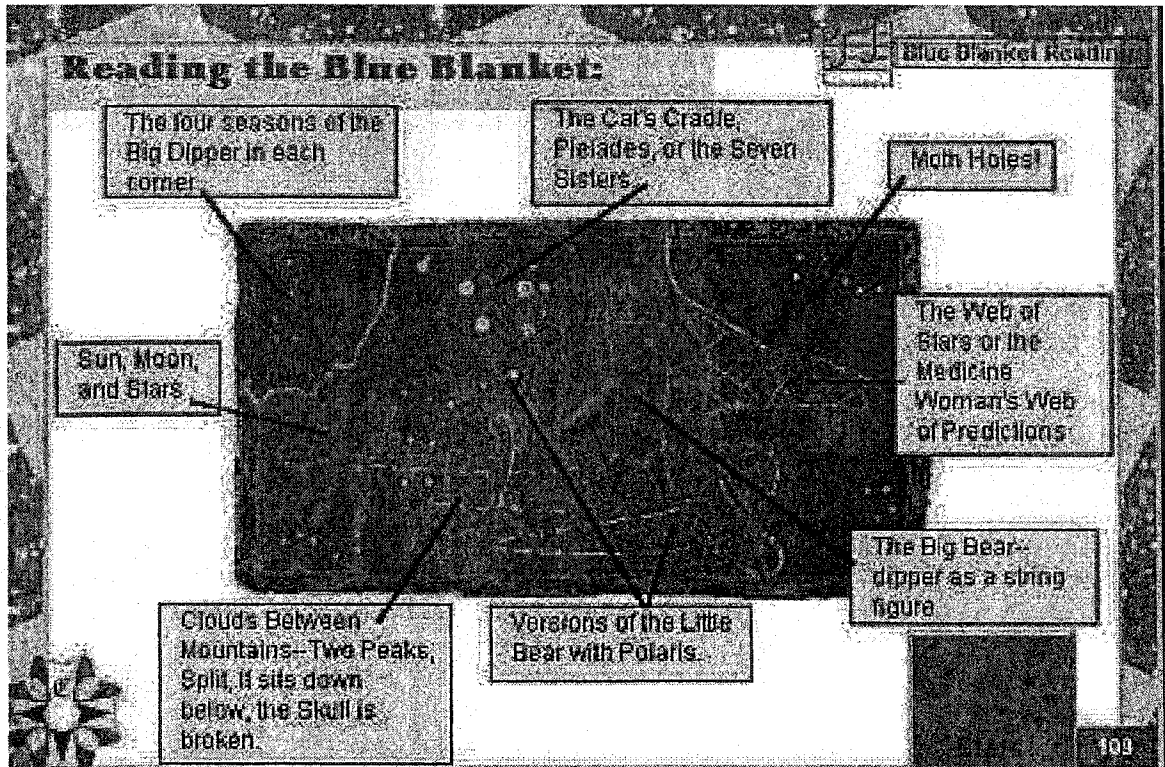 Reading the Blue Blanket:
Blue Blanket Reading
The four seasons of the
Big Dipper in each
corner
The Cat's Cradle,
Pleiades, or the Seven
Sisters
Moth Holes!
The Web of
Stars or the
Medicine
Woman's Web
of Predictions
Sun, Moon,
and Stars
The Big Bear--
dipper as a string
figure
Clouds Between
Mountains--Two Peaks,
Split, it sits down
below, the Skull is
broken.
Versions of the Little
Bear with Polaris.
109